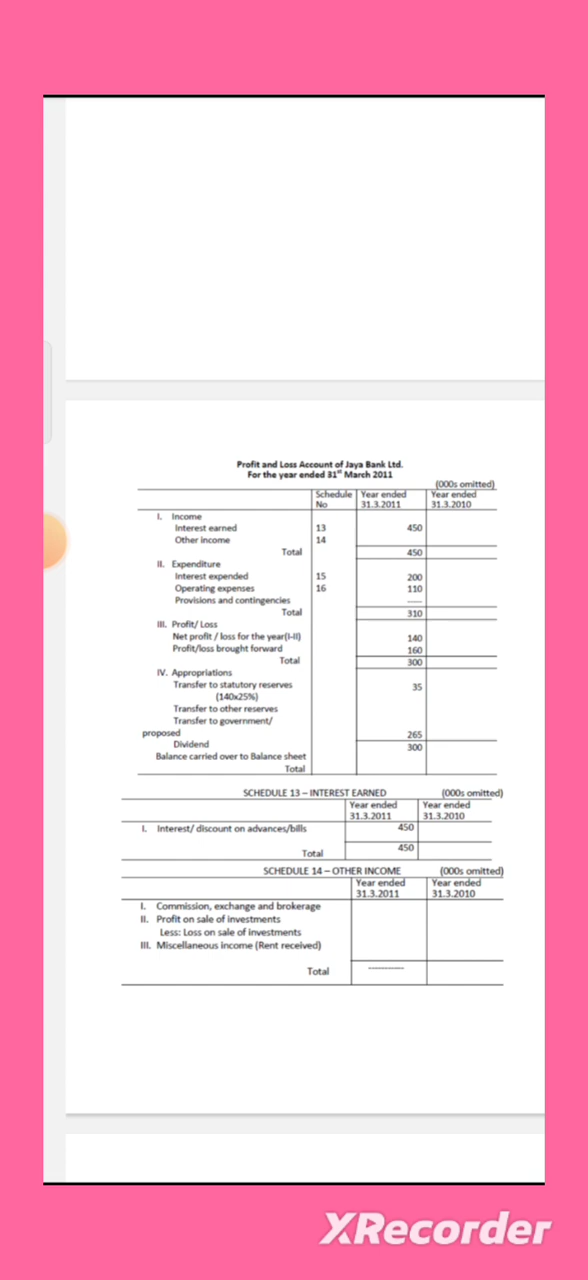 Profit and Loss Account of Jaya Bank Ltd.
For the year ended 31st March 2011
(000s omitted)
Schedule No Year ended 31.3.2011 Year ended 31.3.2010
I. Income
Interest earned 13 450
Other income 14
Total 450
II. Expenditure
Interest expended 15 200
Operating expenses 16 110
Provisions and contingencies ------
Total 310
III. Profit/ Loss
Net profit / loss for the year(I-II) 140
Profit/loss brought forward 160
Total 300
IV. Appropriations
Transfer to statutory reserves 35
(140x25%)
Transfer to other reserves
Transfer to government/
proposed 265
Dividend 300
Balance carried over to Balance sheet
Total
SCHEDULE 13 – INTEREST EARNED (000s omitted)
Year ended 31.3.2011 Year ended 31.3.2010
I. Interest/ discount on advances/bills 450
Total 450
SCHEDULE 14 – OTHER INCOME (000s omitted)
Year ended 31.3.2011 Year ended 31.3.2010
I. Commission, exchange and brokerage
II. Profit on sale of investments
Less: Loss on sale of investments
III. Miscellaneous income (Rent received)
Total ------------
XRecorder